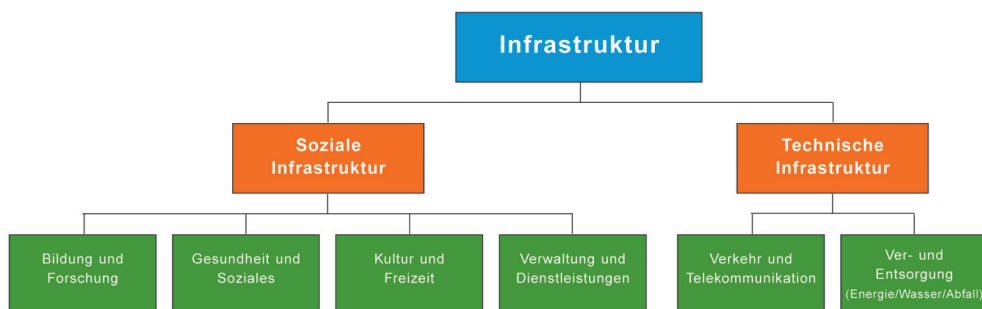 Infrastruktur
Soziale
Infrastruktur
Technische
Infrastruktur
Bildung und
Forschung
Gesundheit und
Soziales
Kultur und
Freizeit
Verwaltung und
Dienstleistungen
Verkehr und
Telekommunikation
Ver- und
Entsorgung
(Energie/Wasser/Abfall)